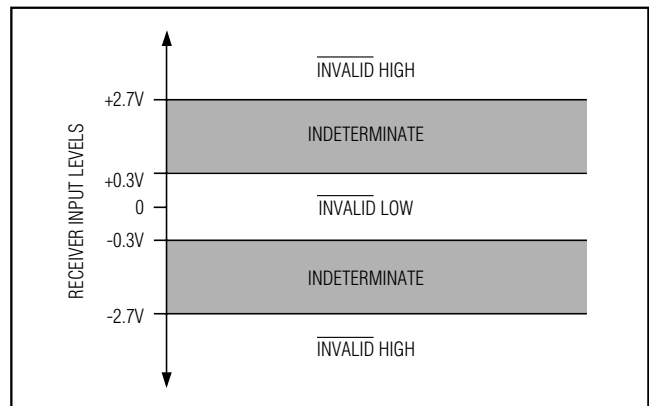 INVALID HIGH
+2.7V
INDETERMINATE
+0.3V
0
INVALID LOW
-0.3V
INDETERMINATE
-2.7V
INVALID HIGH
RECEIVER INPUT LEVELS